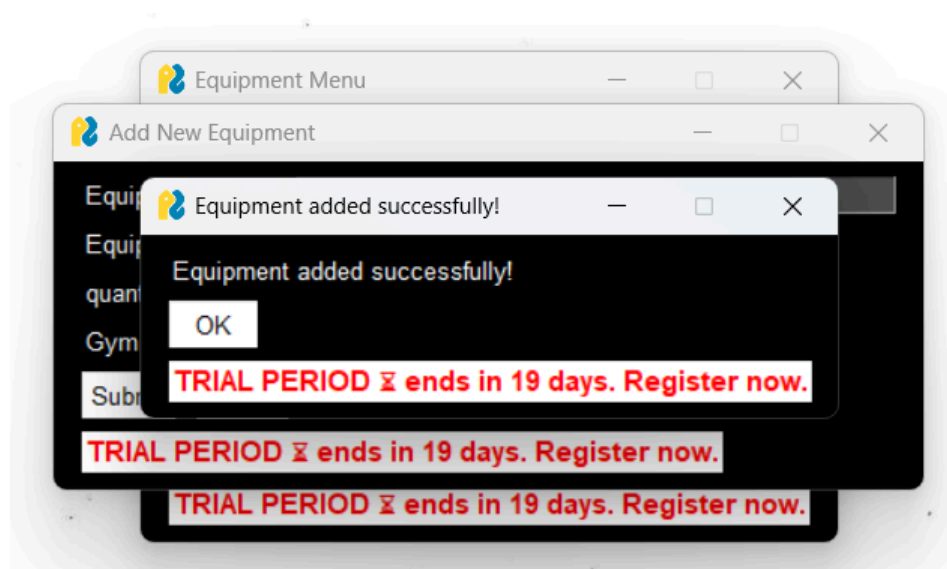 Equipment Menu
Add New Equipment
Equipment added successfully!
Equipment added successfully!
Gym
OK
TRIAL PERIOD ⌛ ends in 19 days. Register now.
TRIAL PERIOD ⌛ ends in 19 days. Register now.
TRIAL PERIOD ⌛ ends in 19 days. Register now.